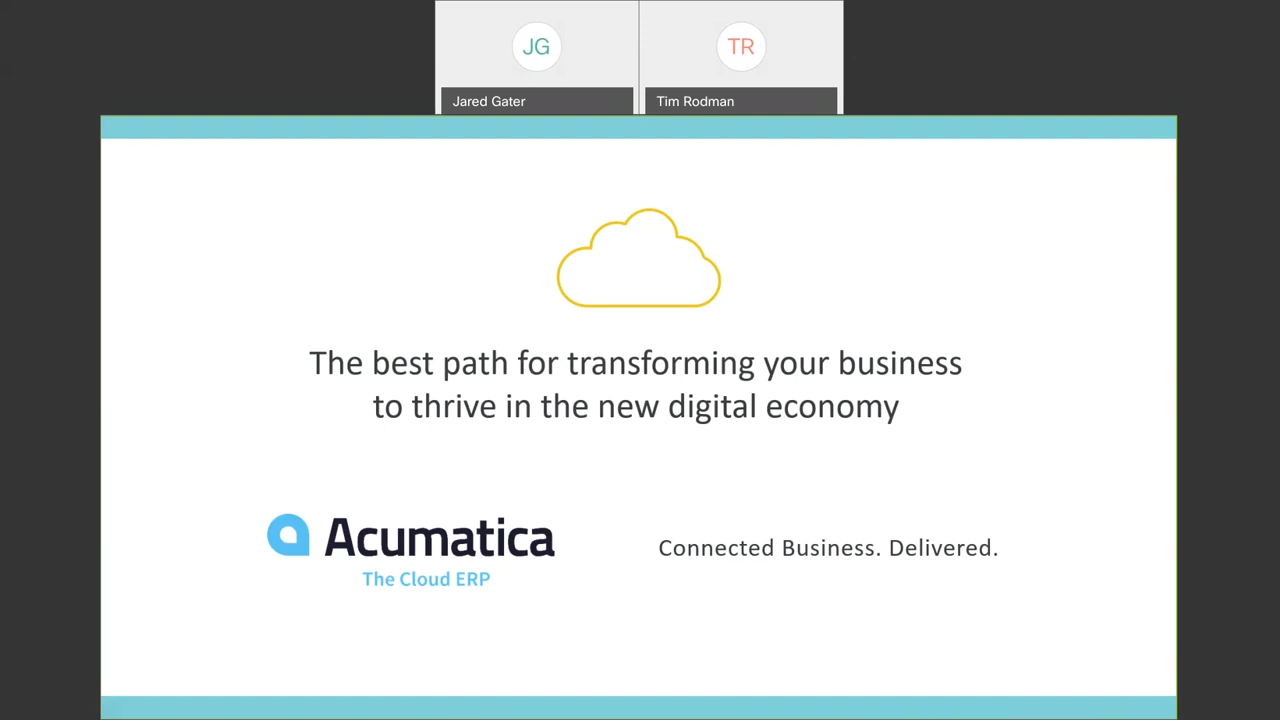 JG
TR
Jared Gater
Tim Rodman
The best path for transforming your business
to thrive in the new digital economy
Acumatica
The Cloud ERP
Connected Business. Delivered.